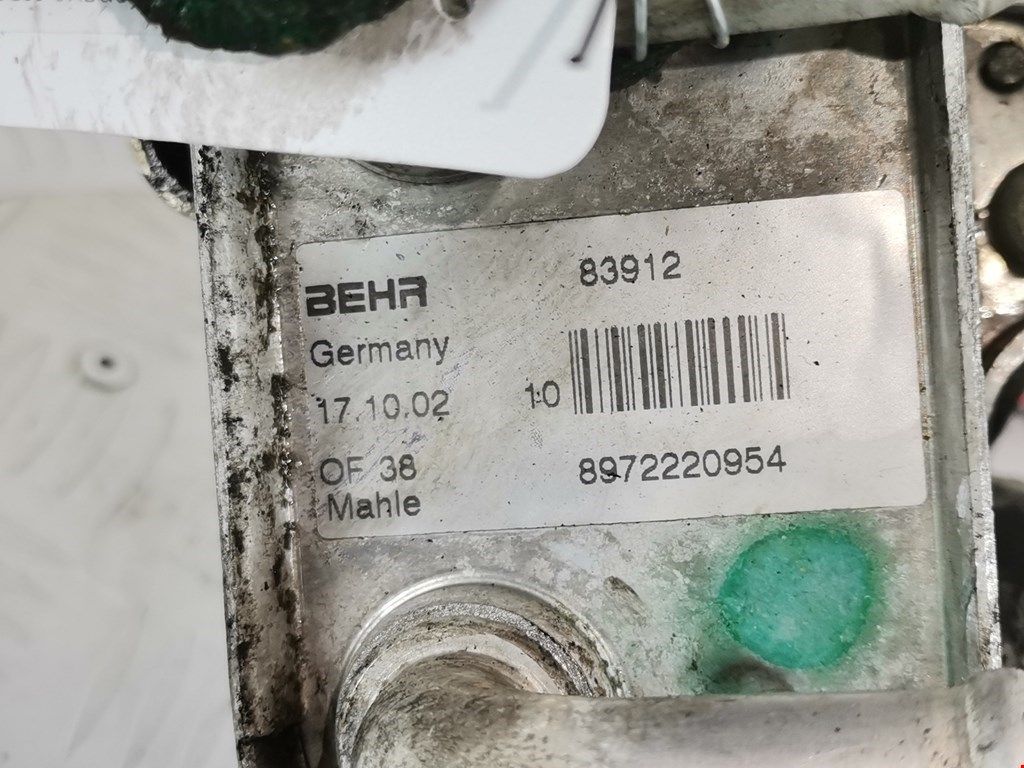 BEHR 83912
Germany
17.10.02 10
OF 38 8972220954
Mahle